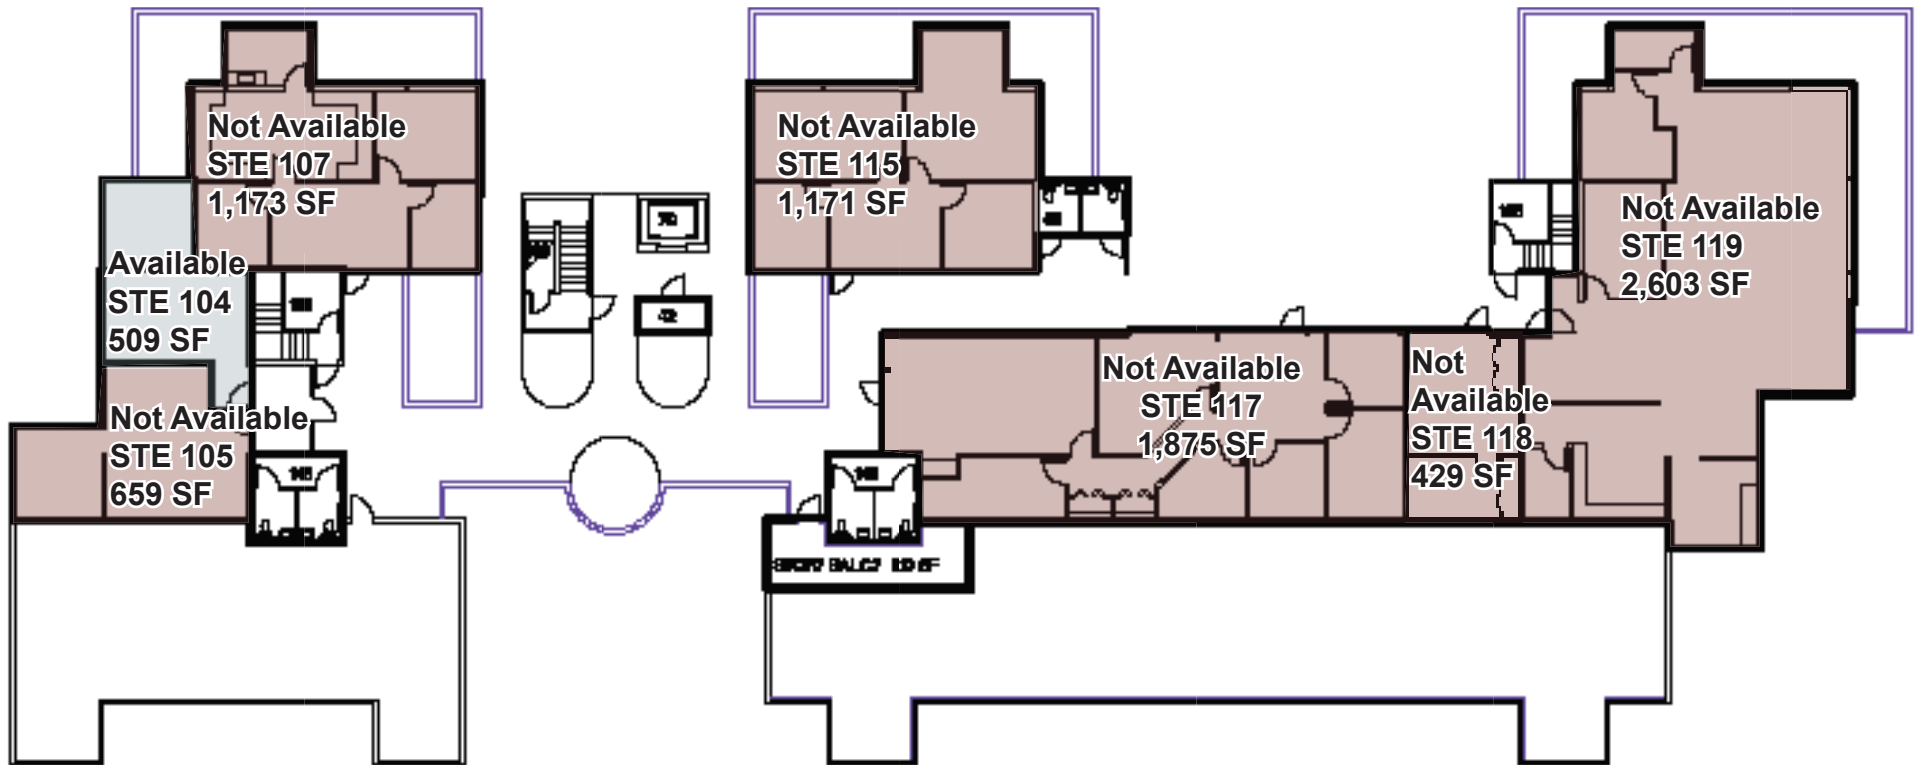 Not Available
STE 107
1,173 SF
Not Available
STE 115
1,171 SF
Not Available
STE 119
2,603 SF
Available
STE 104
509 SF
Not Available
STE 117
1,875 SF
Not
Available
STE 118
429 SF
Not Available
STE 105
659 SF